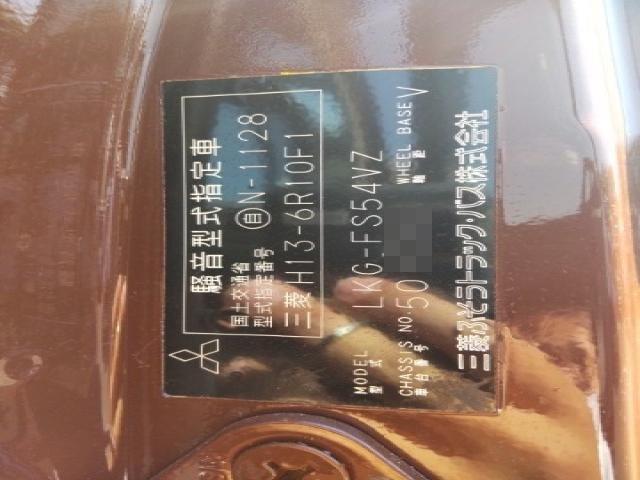 騒音型式指定車
国土交通省
型式指定番号 自N-1128
三菱 H13-6R10F1
MODEL
型式 LKG-FS54VZ
CHASSIS NO. 50 WHEEL BASE V
車台番号 軸距
三菱ふそうトラック・バス株式会社